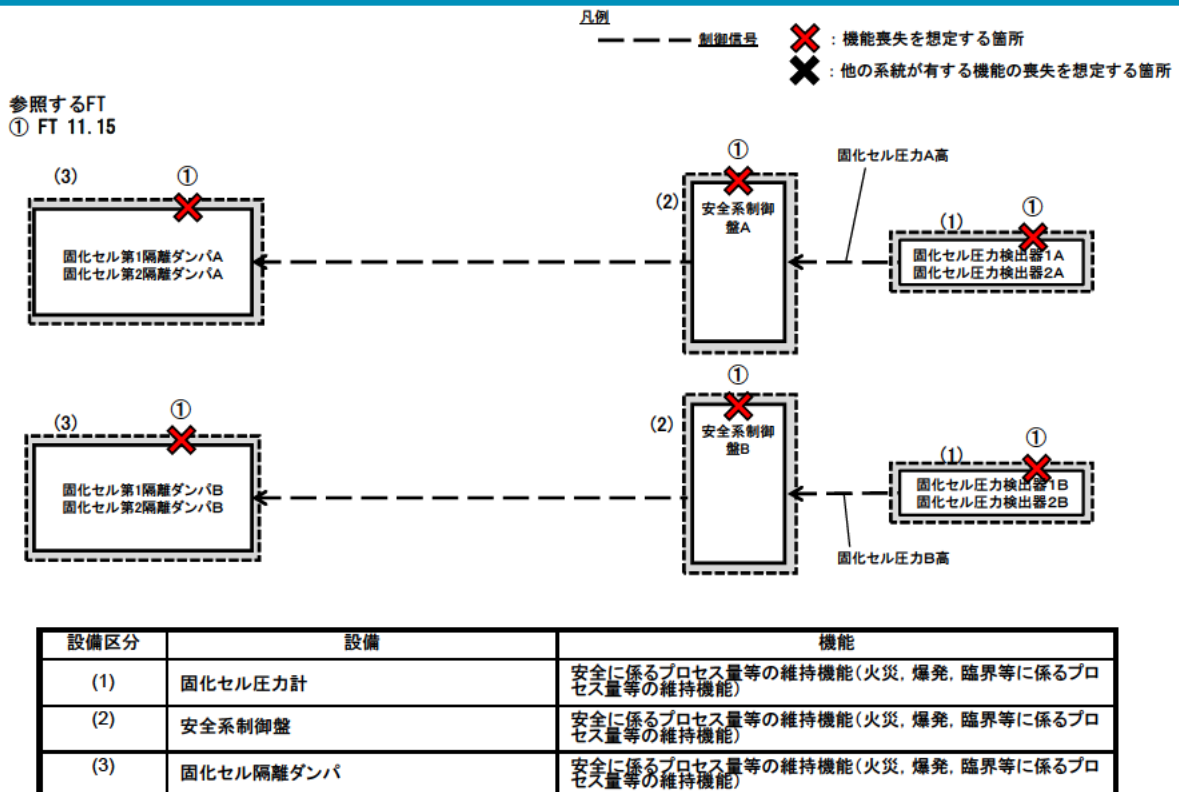 凡例
制御信号
：機能喪失を想定する箇所
：他の系統が有する機能の喪失を想定する箇所
参照するFT
① FT 11.15
(3)
①
固化セル第1隔離ダンパA
固化セル第2隔離ダンパA
①
(2)
安全系制御
盤A
固化セル圧力A高
(1)
①
固化セル圧力検出器1A
固化セル圧力検出器2A
(3)
①
固化セル第1隔離ダンパB
固化セル第2隔離ダンパB
①
(2)
安全系制御
盤B
(1)
①
固化セル圧力検出器1B
固化セル圧力検出器2B
固化セル圧力B高
設備区分 設備 機能
(1) 固化セル圧力計 安全に係るプロセス量等の維持機能(火災，爆発，臨界等に係るプロ
セス量等の維持機能)
(2) 安全系制御盤 安全に係るプロセス量等の維持機能(火災，爆発，臨界等に係るプロ
セス量等の維持機能)
(3) 固化セル隔離ダンパ 安全に係るプロセス量等の維持機能(火災，爆発，臨界等に係るプロ
セス量等の維持機能)